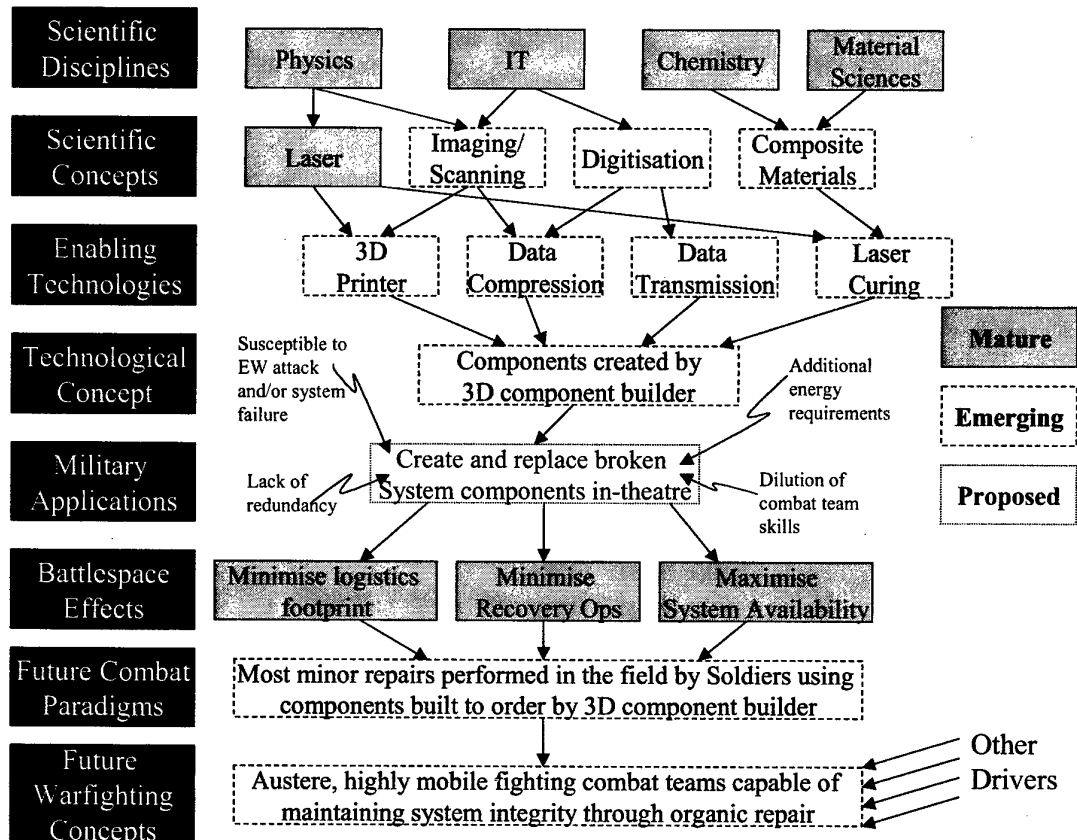 Scientific
Disciplines
Physics
IT
Chemistry
Material
Sciences
Scientific
Concepts
Laser
Imaging/
Scanning
Digitisation
Composite
Materials
Enabling
Technologies
3D
Printer
Data
Compression
Data
Transmission
Laser
Curing
Technological
Concept
Susceptible to
EW attack
and/or system
failure
Components created by
3D component builder
Additional
energy
requirements
Mature
Emerging
Proposed
Military
Applications
Lack of
redundancy
Create and replace broken
System components in-theatre
Dilution of
combat team
skills
Battlespace
Effects
Minimise logistics
footprint
Minimise
Recovery Ops
Maximise
System Availability
Future Combat
Paradigms
Most minor repairs performed in the field by Soldiers using
components built to order by 3D component builder
Future
Warfighting
Concepts
Austere, highly mobile fighting combat teams capable of
maintaining system integrity through organic repair
Other
Drivers